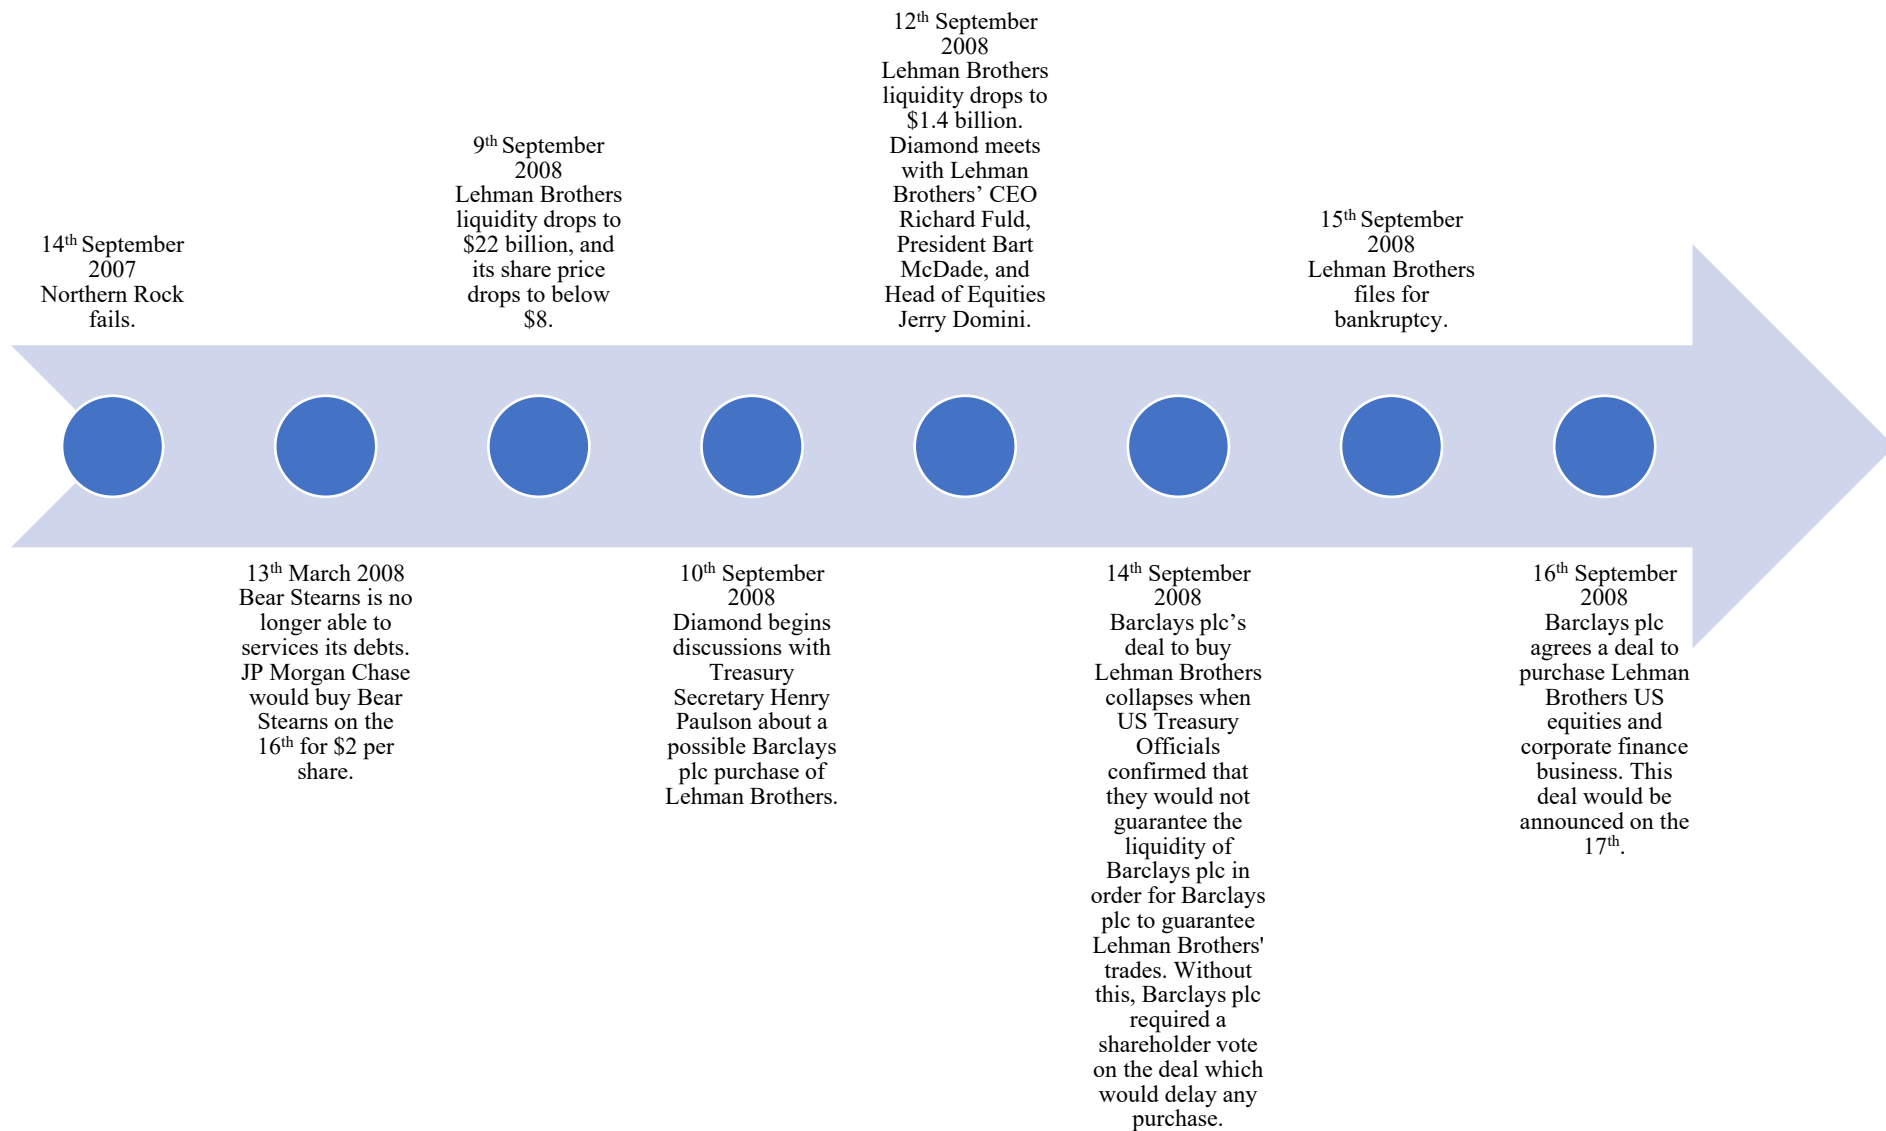 14th September
2007
Northern Rock
fails.
13th March 2008
Bear Stearns is no
longer able to
services its debts.
JP Morgan Chase
would buy Bear
Stearns on the
16th for $2 per
share.
9th September
2008
Lehman Brothers
liquidity drops to
$22 billion, and
its share price
drops to below
$8.
10th September
2008
Diamond begins
discussions with
Treasury
Secretary Henry
Paulson about a
possible Barclays
plc purchase of
Lehman Brothers.
12th September
2008
Lehman Brothers
liquidity drops to
$1.4 billion.
Diamond meets
with Lehman
Brothers’ CEO
Richard Fuld,
President Bart
McDade, and
Head of Equities
Jerry Domini.
14th September
2008
Barclays plc’s
deal to buy
Lehman Brothers
collapses when
US Treasury
Officials
confirmed that
they would not
guarantee the
liquidity of
Barclays plc in
order for Barclays
plc to guarantee
Lehman Brothers'
trades. Without
this, Barclays plc
required a
shareholder vote
on the deal which
would delay any
purchase.
15th September
2008
Lehman Brothers
files for
bankruptcy.
16th September
2008
Barclays plc
agrees a deal to
purchase Lehman
Brothers US
equities and
corporate finance
business. This
deal would be
announced on the
17th.